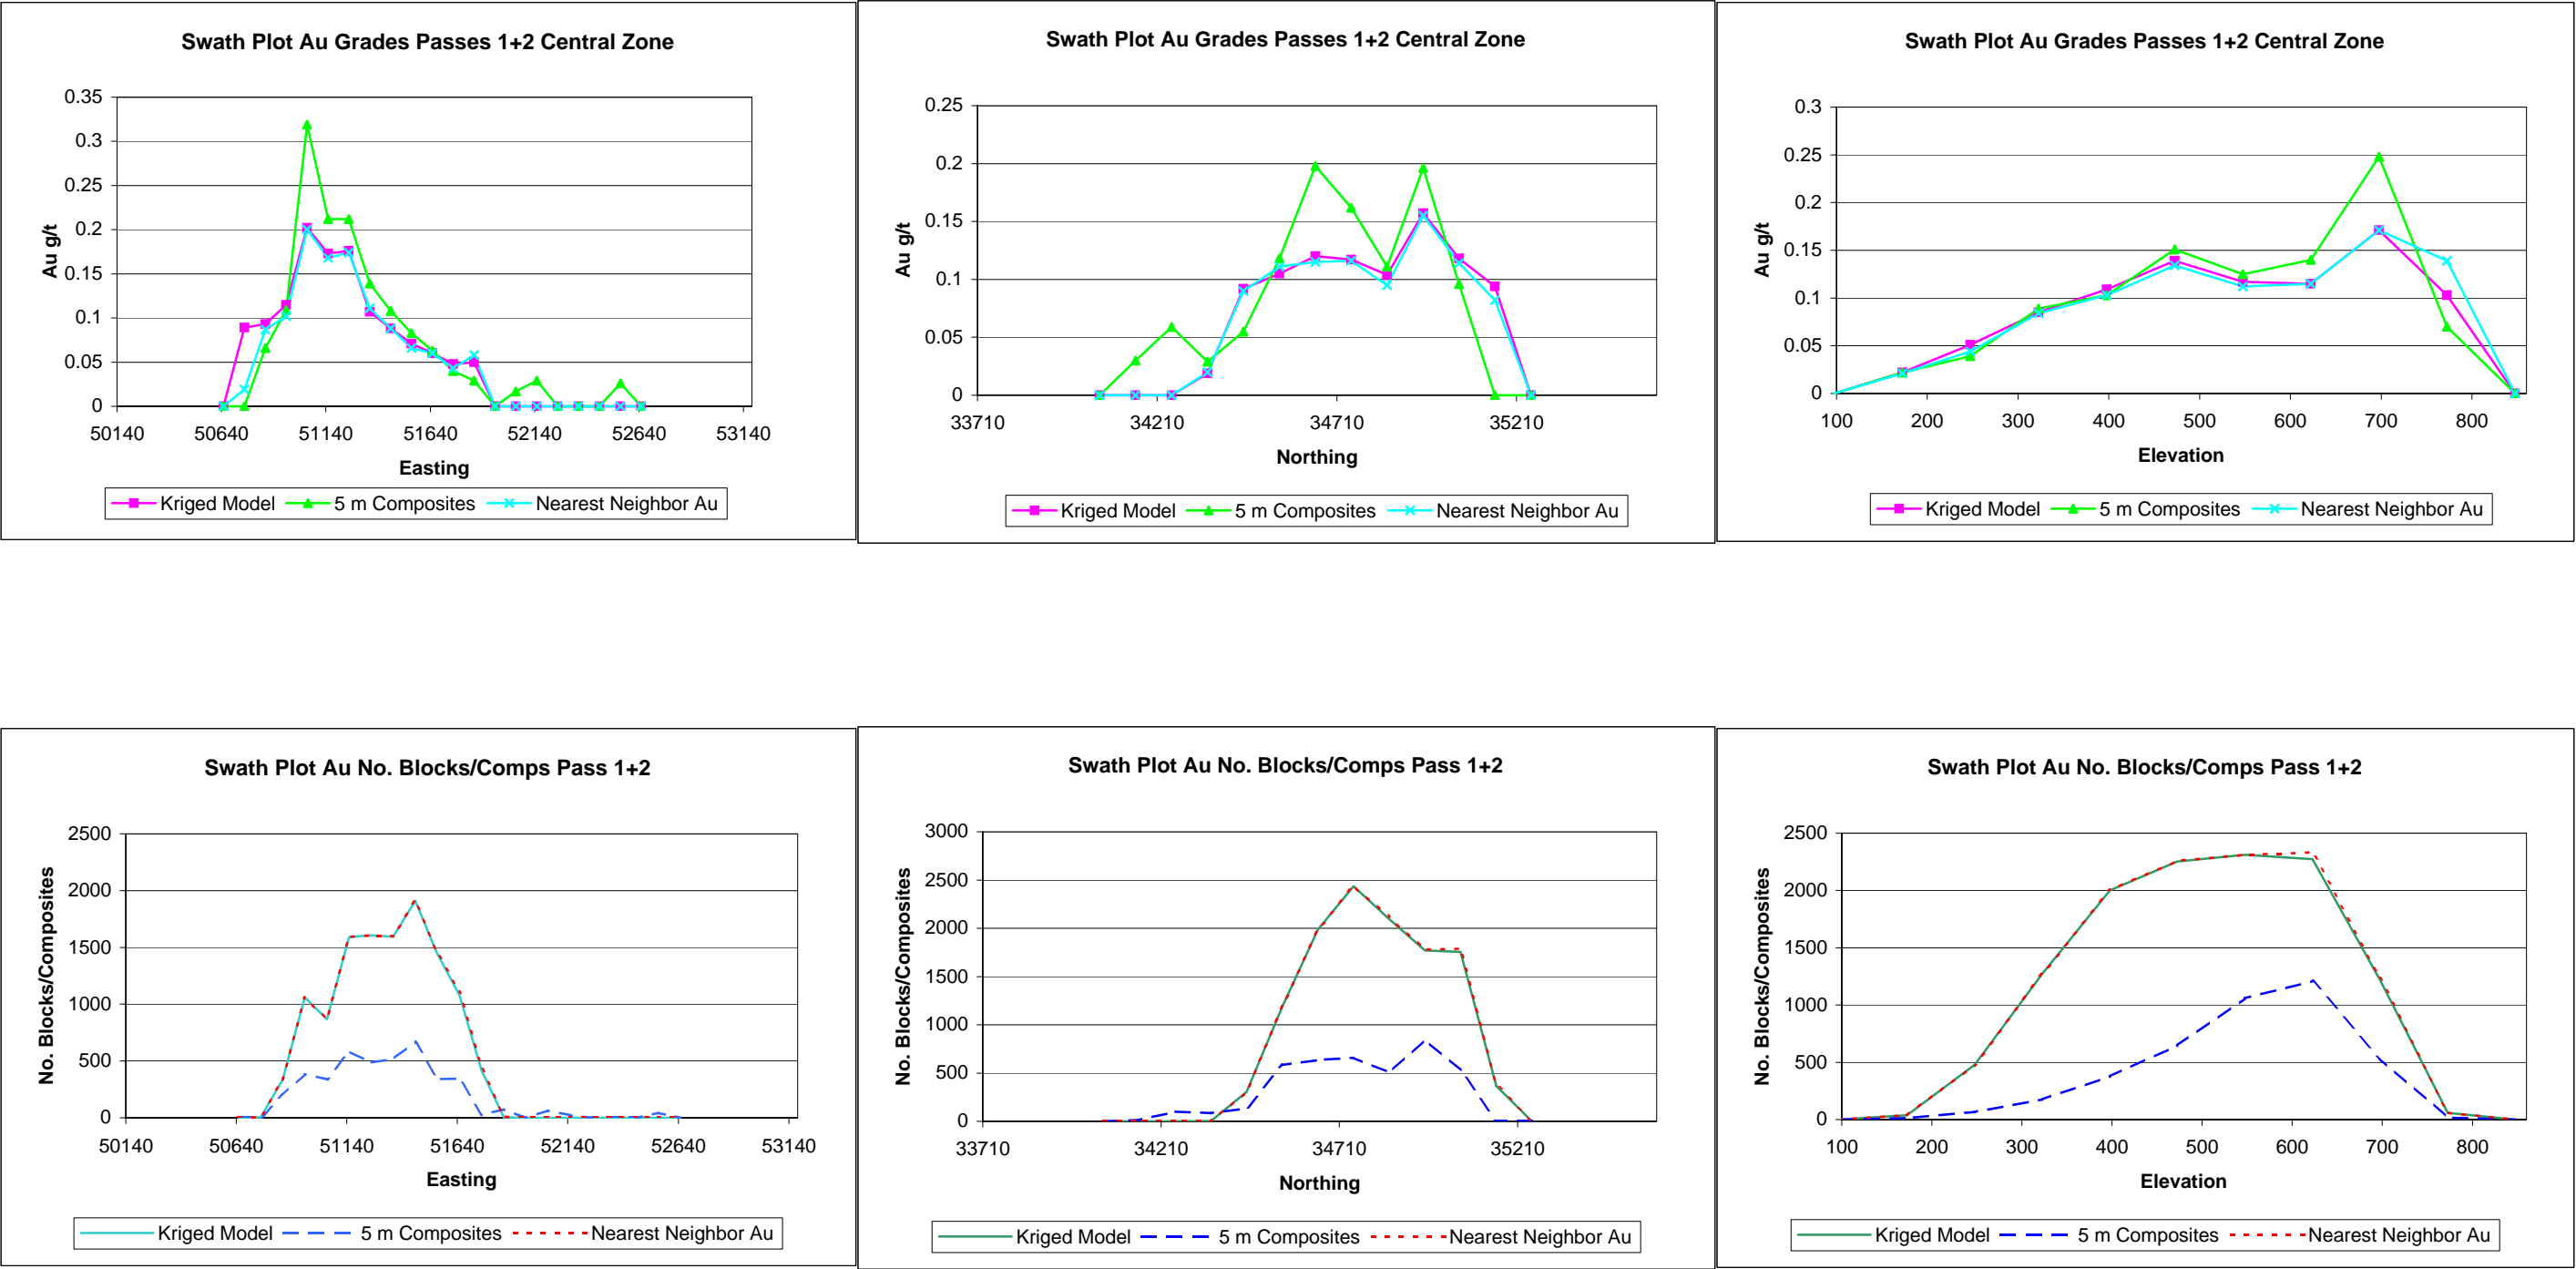 Swath Plot Au Grades Passes 1+2 Central Zone
0.35
0.3
0.25
0.2
0.15
0.1
0.05
0
Au g/t
50140 50640 51140 51640 52140 52640 53140
Easting
Kriged Model 5 m Composites Nearest Neighbor Au
Swath Plot Au Grades Passes 1+2 Central Zone
0.25
0.2
0.15
0.1
0.05
0
Au g/t
33710 34210 34710 35210
Northing
Kriged Model 5 m Composites Nearest Neighbor Au
Swath Plot Au Grades Passes 1+2 Central Zone
0.3
0.25
0.2
0.15
0.1
0.05
0
Au g/t
100 200 300 400 500 600 700 800
Elevation
Kriged Model 5 m Composites Nearest Neighbor Au
Swath Plot Au No. Blocks/Comps Pass 1+2
2500
2000
1500
1000
500
0
No. Blocks/Composites
50140 50640 51140 51640 52140 52640 53140
Easting
Kriged Model 5 m Composites Nearest Neighbor Au
Swath Plot Au No. Blocks/Comps Pass 1+2
3000
2500
2000
1500
1000
500
0
No. Blocks/Composites
33710 34210 34710 35210
Northing
Kriged Model 5 m Composites Nearest Neighbor Au
Swath Plot Au No. Blocks/Comps Pass 1+2
2500
2000
1500
1000
500
0
No. Blocks/Composites
100 200 300 400 500 600 700 800
Elevation
Kriged Model 5 m Composites Nearest Neighbor Au